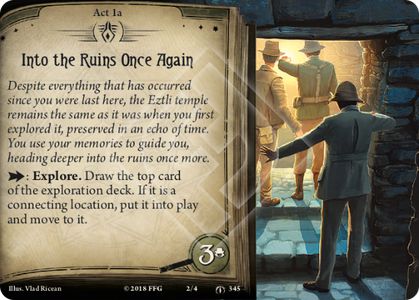 Act 1a
Into the Ruins Once Again
Despite everything that has occurred
since you were last here, the Eztli temple
remains the same as it was when you first
explored it, preserved in an echo of time.
You use your memories to guide you,
heading deeper into the ruins once more.
: Explore. Draw the top card
of the exploration deck. If it is a
connecting location, put it into play
and move to it.
3
Illus. Vlad Ricean
© 2018 FFG
2/4
345